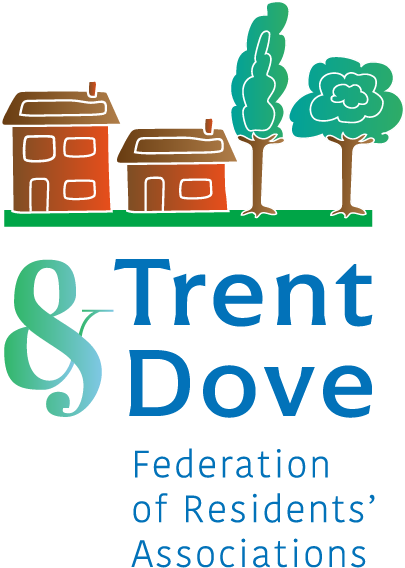 & Trent
Dove
Federation
of Residents’
Associations